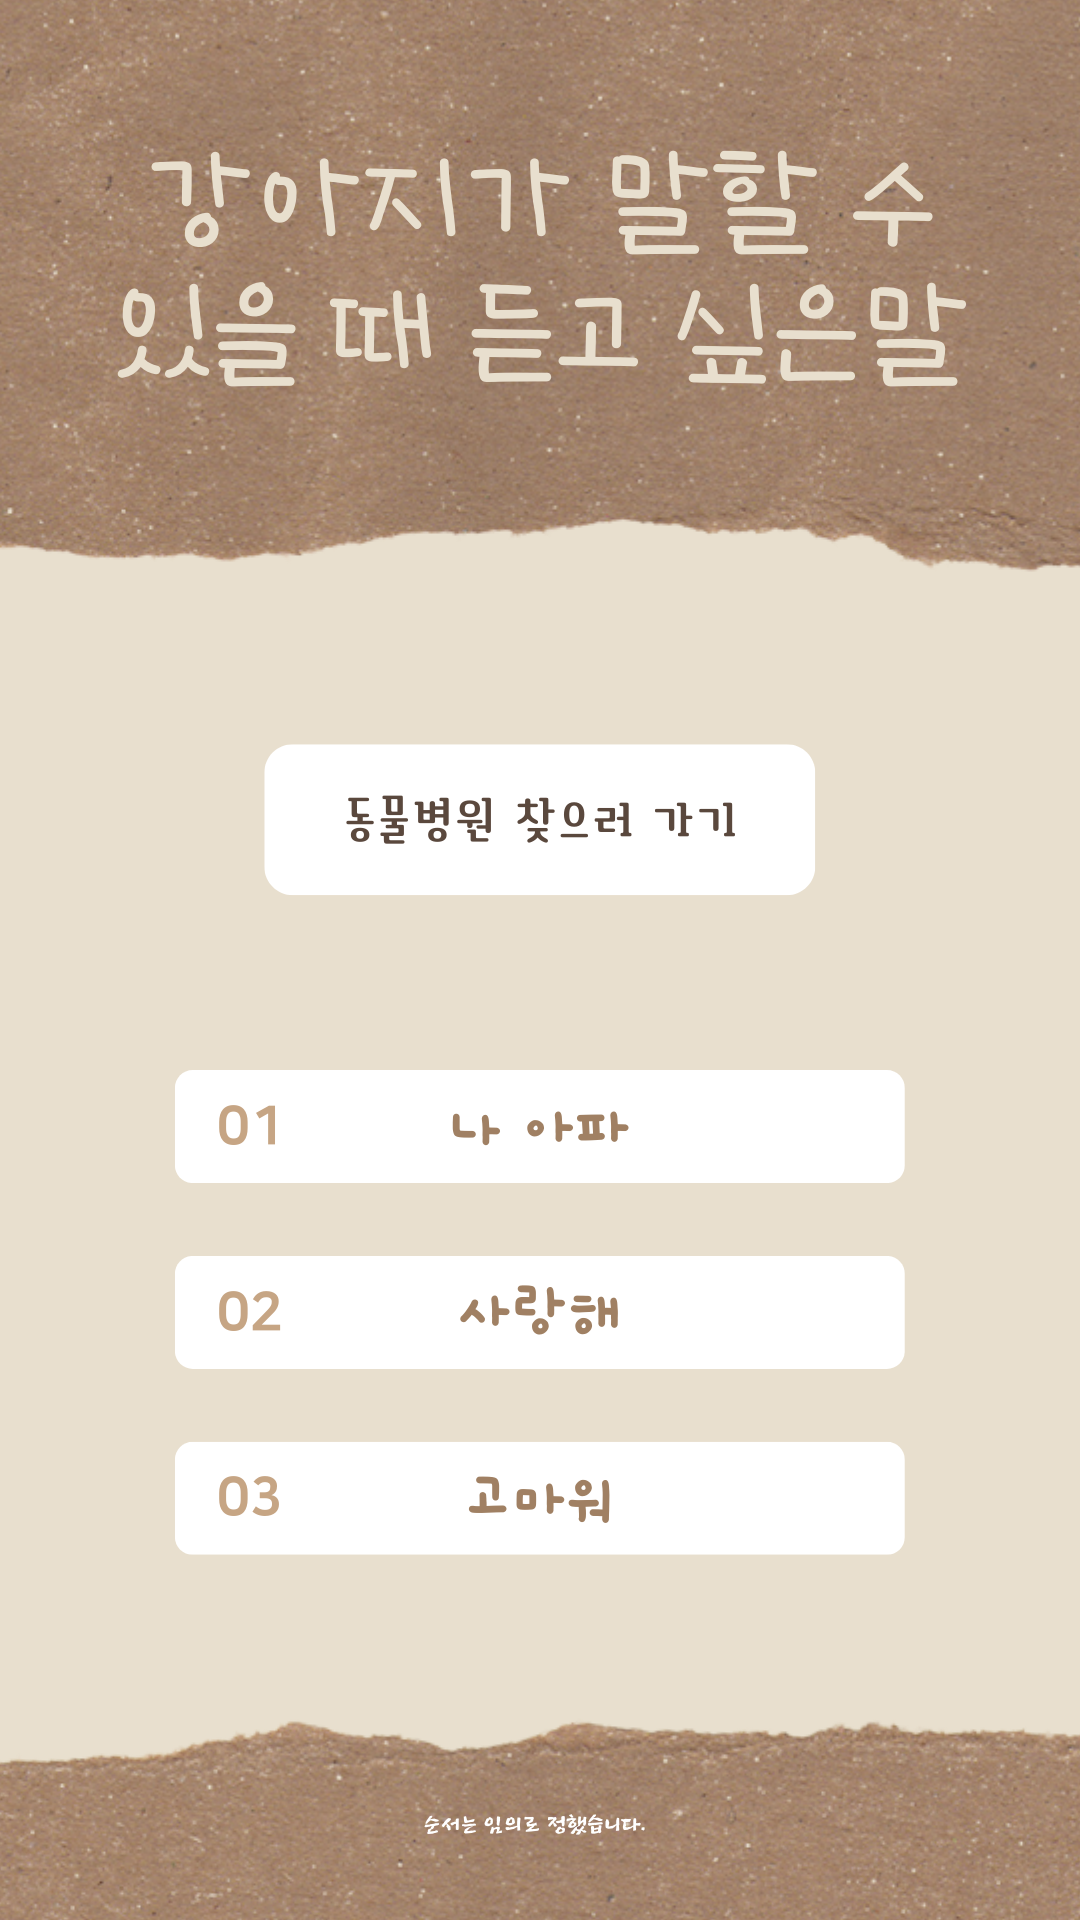 강아지가 말할 수
있을 때 듣고 싶은말
동물병원 찾으러 가기
01 나 아파
02 사랑해
03 고마워
순서는 임의로 정했습니다.